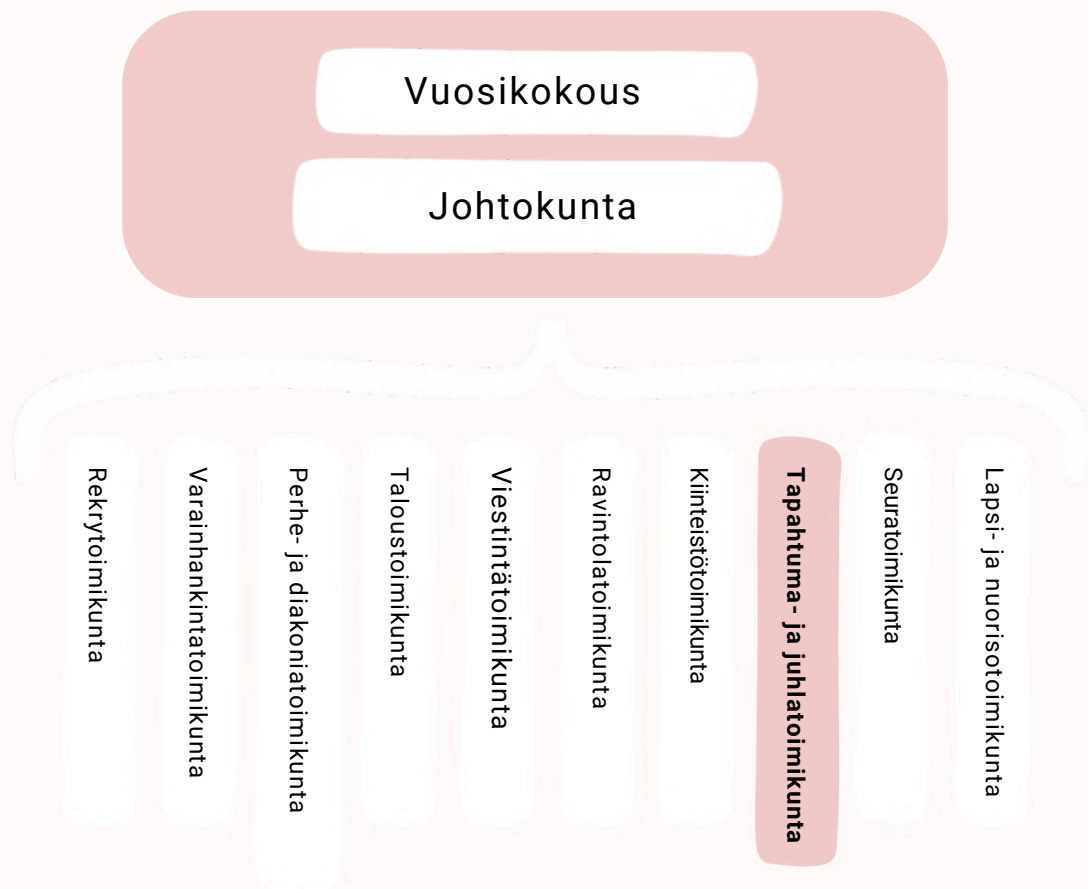 Vuosikokous
Johtokunta
Rekrytoimikunta
Varainhankintatoimikunta
Perhe- ja diakoniatoimikunta
Taloustoimikunta
Viestintätoimikunta
Ravintolatoimikunta
Kiinteistötoimikunta
Tapahtuma- ja juhlatoimikunta
Seuratoimikunta
Lapsi- ja nuorisotoimikunta